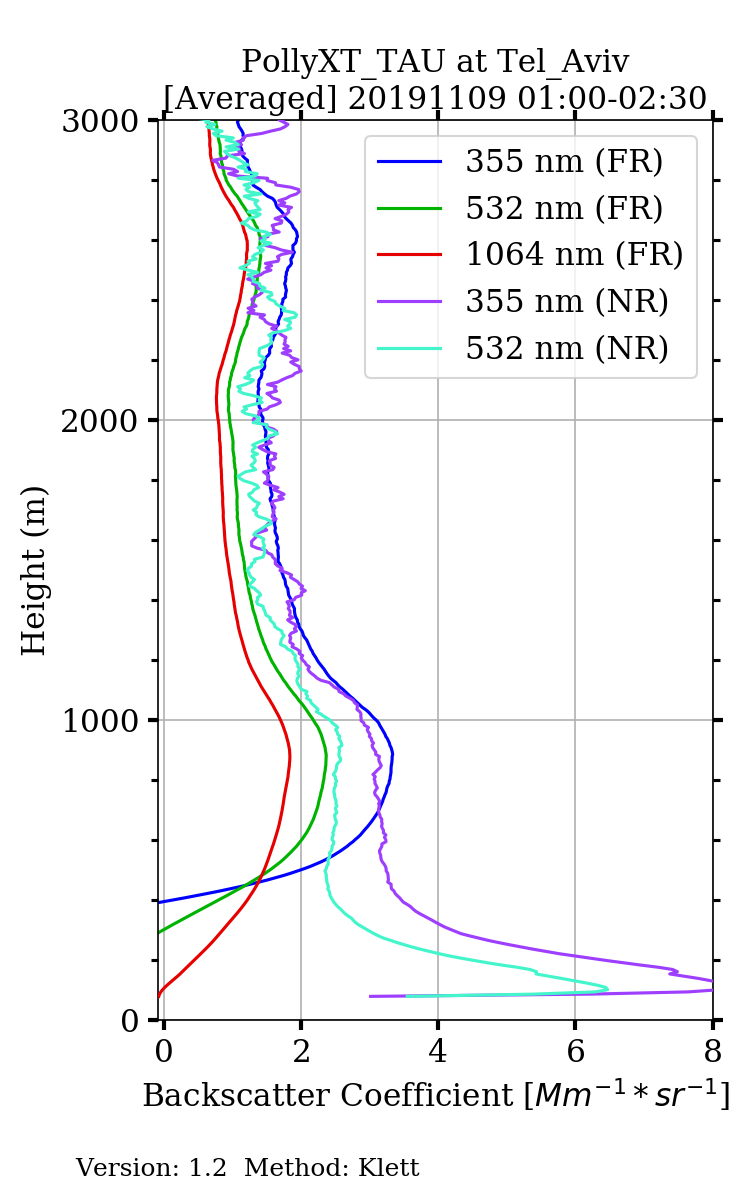 PollyXT_TAU at Tel_Aviv
[Averaged] 20191109 01:00-02:30
3000
2000
1000
0
Height (m)
355 nm (FR)
532 nm (FR)
1064 nm (FR)
355 nm (NR)
532 nm (NR)
0 2 4 6 8
Backscatter Coefficient [Mm⁻¹ * sr⁻¹]
Version: 1.2  Method: Klett